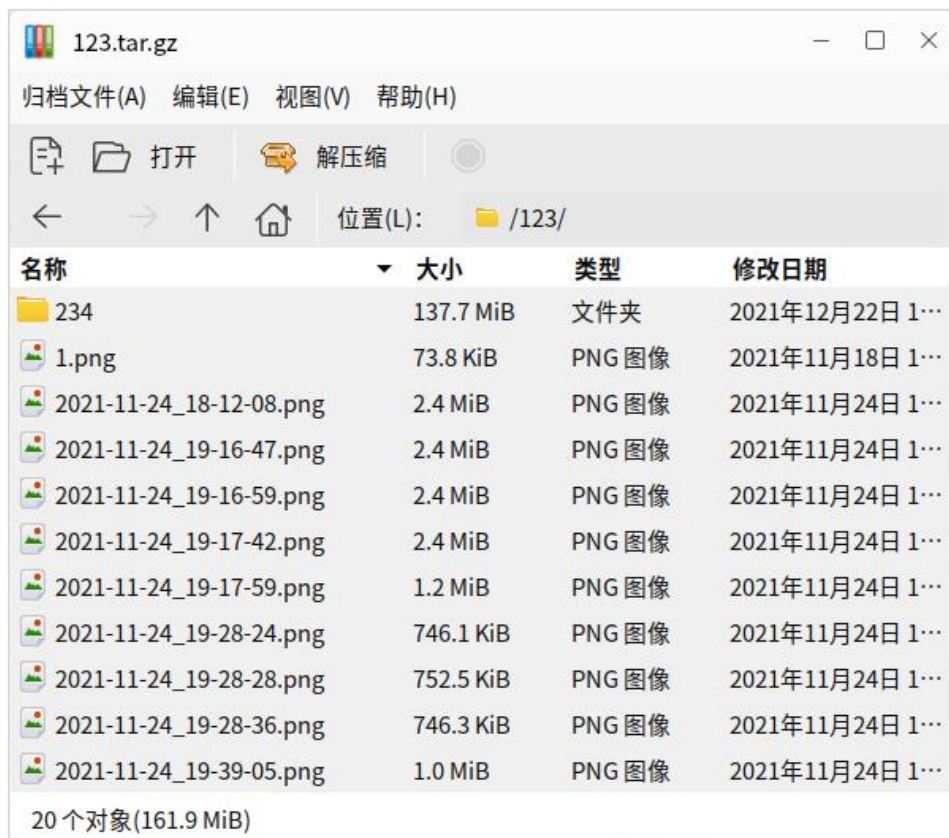 123.tar.gz
归档文件(A) 编辑(E) 视图(V) 帮助(H)
打开 解压缩
位置(L): /123/
名称 大小 类型 修改日期
234 137.7 MiB 文件夹 2021年12月22日 1…
1.png 73.8 KiB PNG 图像 2021年11月18日 1…
2021-11-24_18-12-08.png 2.4 MiB PNG 图像 2021年11月24日 1…
2021-11-24_19-16-47.png 2.4 MiB PNG 图像 2021年11月24日 1…
2021-11-24_19-16-59.png 2.4 MiB PNG 图像 2021年11月24日 1…
2021-11-24_19-17-42.png 2.4 MiB PNG 图像 2021年11月24日 1…
2021-11-24_19-17-59.png 1.2 MiB PNG 图像 2021年11月24日 1…
2021-11-24_19-28-24.png 746.1 KiB PNG 图像 2021年11月24日 1…
2021-11-24_19-28-28.png 752.5 KiB PNG 图像 2021年11月24日 1…
2021-11-24_19-28-36.png 746.3 KiB PNG 图像 2021年11月24日 1…
2021-11-24_19-39-05.png 1.0 MiB PNG 图像 2021年11月24日 1…
20 个对象(161.9 MiB)